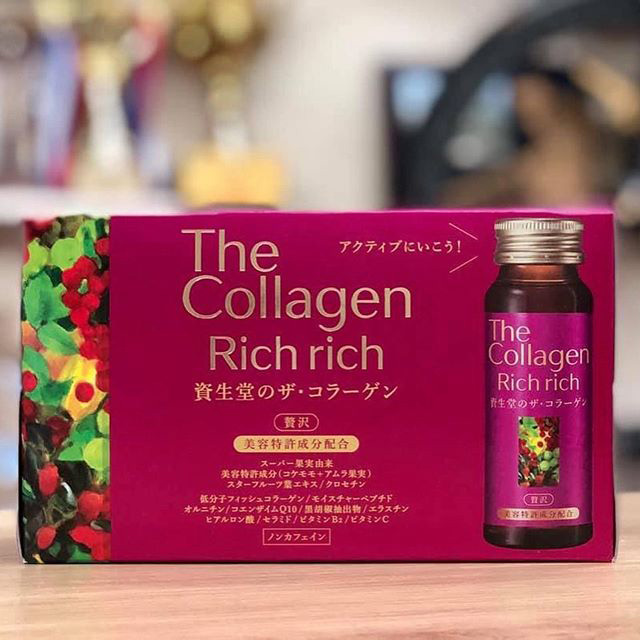 The
Collagen
Rich rich
資生堂のザ・コラーゲン
贅沢
美容特許成分配合
スーパー果実由来
美容特許成分(コケモモ+アムラ果実)
スターフルーツ葉エキス/クロセチン
低分子フィッシュコラーゲン/モイスチャーペプチド
オルニチン/コエンザイムQ10/黒胡椒抽出物/エラスチン
ヒアルロン酸/セラミド/ビタミンB2/ビタミンC
ノンカフェイン
アクティブにいこう!
The
Collagen
Rich rich
資生堂のザ・コラーゲン
贅沢
美容特許成分配合